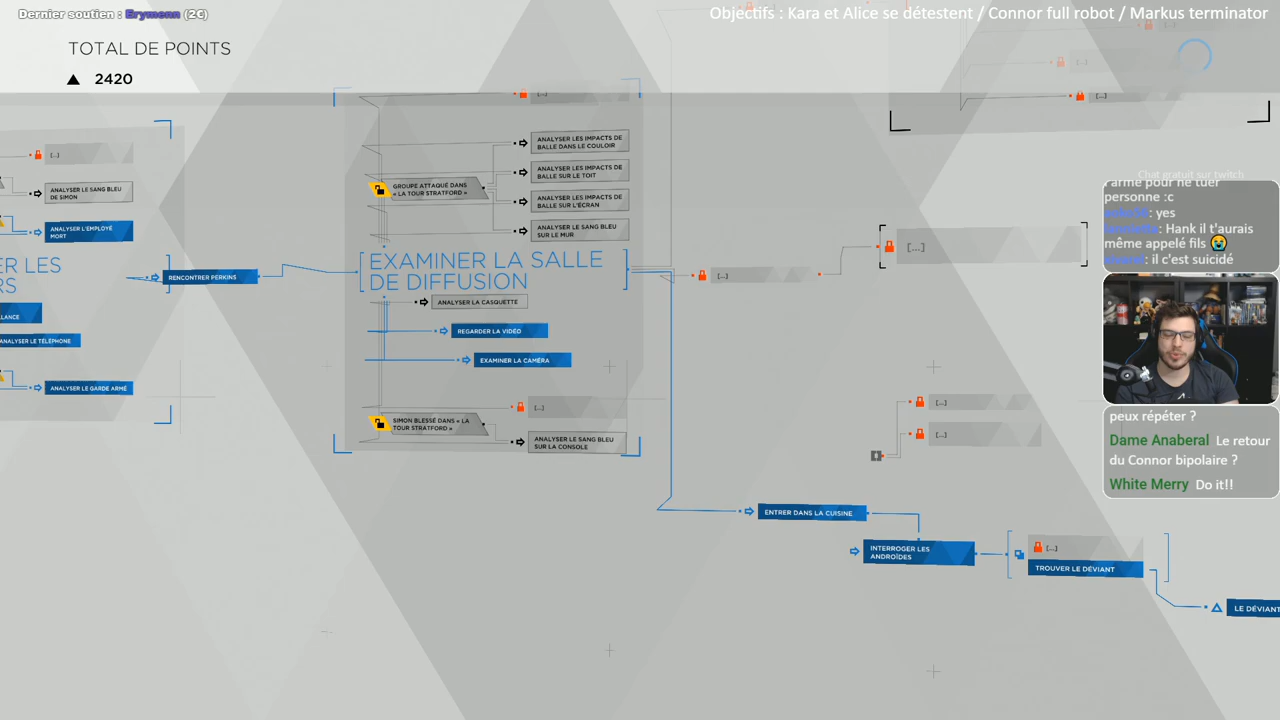 Dernier soutien : Erymenn (2€)
Objectifs : Kara et Alice se détestent / Connor full robot / Markus terminator
TOTAL DE POINTS
2420
[...]
[...]
[...]
[...]
ANALYSER LE SANG BLEU
DE SIMON
ANALYSER L'EMPLOYÉ
MORT
ER LES
RS
RENCONTRER PERKINS
LLANCE
ANALYSER LE TÉLÉPHONE
ANALYSER LE GARDE ARMÉ
GROUPE ATTAQUÉ DANS
« LA TOUR STRATFORD »
ANALYSER LES IMPACTS DE
BALLE DANS LE COULOIR
ANALYSER LES IMPACTS DE
BALLE SUR LE TOIT
ANALYSER LES IMPACTS DE
BALLE SUR L'ÉCRAN
ANALYSER LE SANG BLEU
SUR LE MUR
EXAMINER LA SALLE
DE DIFFUSION
ANALYSER LA CASQUETTE
REGARDER LA VIDÉO
EXAMINER LA CAMÉRA
[...]
SIMON BLESSÉ DANS « LA
TOUR STRATFORD »
ANALYSER LE SANG BLEU
SUR LA CONSOLE
[...]
[...]
[...]
[...]
ENTRER DANS LA CUISINE
INTERROGER LES
ANDROÏDES
[...]
TROUVER LE DÉVIANT
LE DÉVIANT
Chat gratuit sur twitch
l'arme pour ne tuer
personne :c
: yes
: Hank il t'aurais
même appelé fils
: il c'est suicidé
peux répéter ?
Dame Anaberal Le retour
du Connor bipolaire ?
White Merry Do it!!